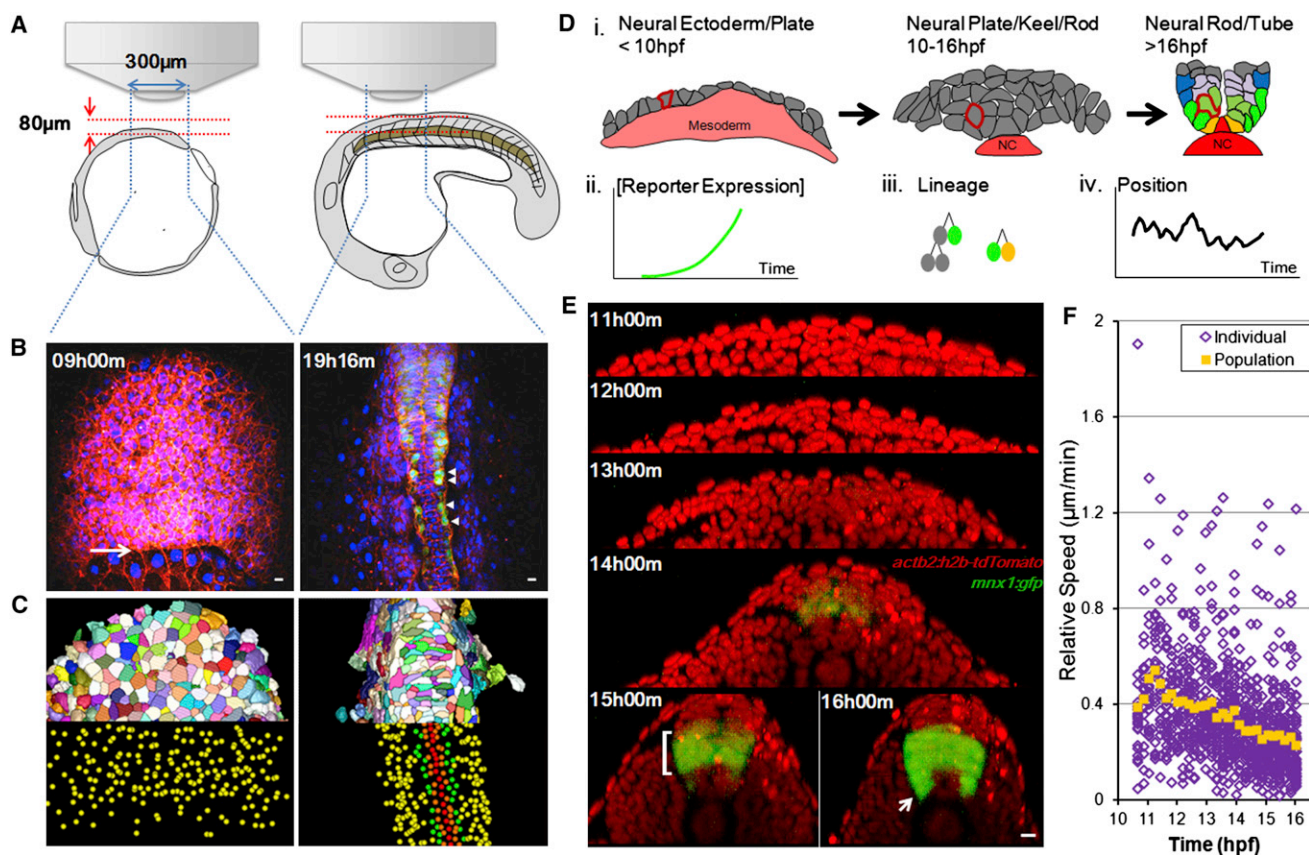 A
300µm
80µm
B
09h00m
19h16m
C
D
i.
Neural Ectoderm/Plate
< 10hpf
Neural Plate/Keel/Rod
10-16hpf
Neural Rod/Tube
>16hpf
Mesoderm
NC
NC
ii.
[Reporter Expression]
Time
iii.
Lineage
iv.
Position
Time
E
11h00m
12h00m
13h00m
14h00m
actb2:h2b-tdTomato
mnx1:gfp
15h00m
16h00m
F
Relative Speed (µm/min)
2
1.6
1.2
0.8
0.4
0
Individual
Population
10 11 12 13 14 15 16
Time (hpf)